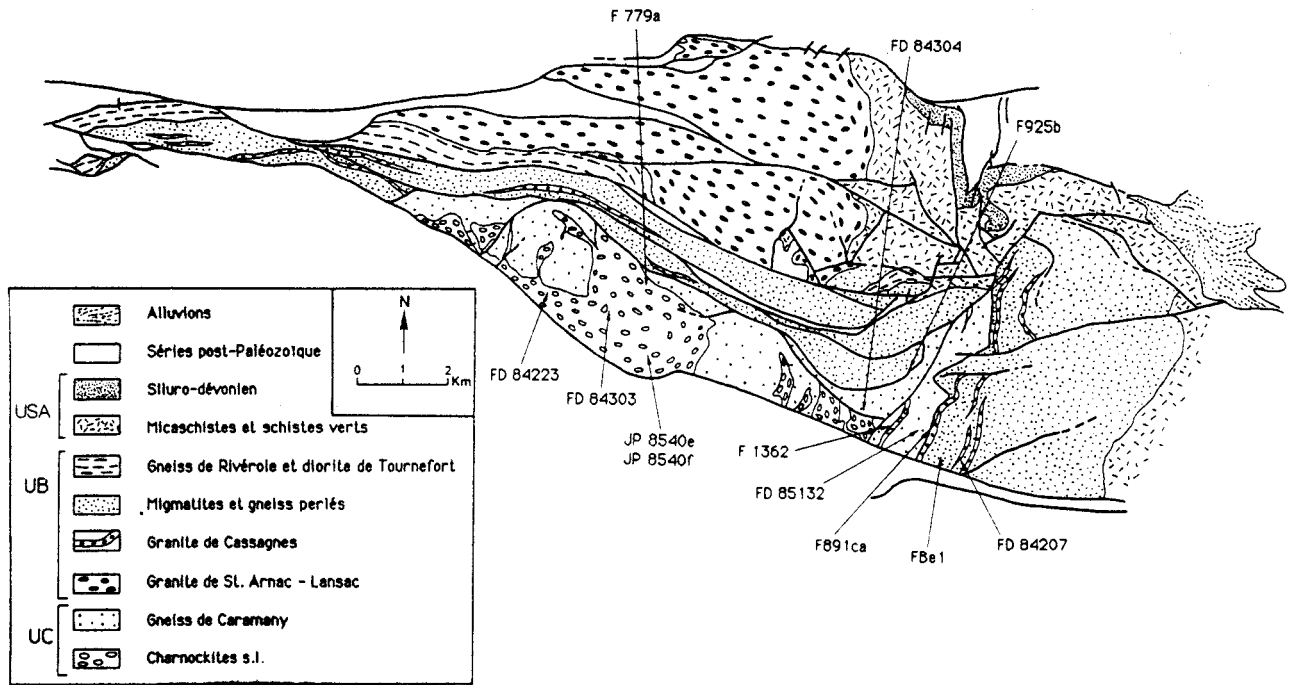 F 779a
FD 84304
F925b
FD 84223
FD 84303
JP 8540e
JP 8540f
F 1362
FD 85132
F891ca
FBe1
FD 84207
N
0 1 2
Km
Alluvions
Séries post-Paléozoïque
USA
Siluro-dévonien
Micaschistes et schistes verts
UB
Gneiss de Rivérole et diorite de Tournefort
Migmatites et gneiss perlés
Granite de Cassagnes
Granite de St. Arnac - Lansac
UC
Gneiss de Caramany
Charnockites s.l.